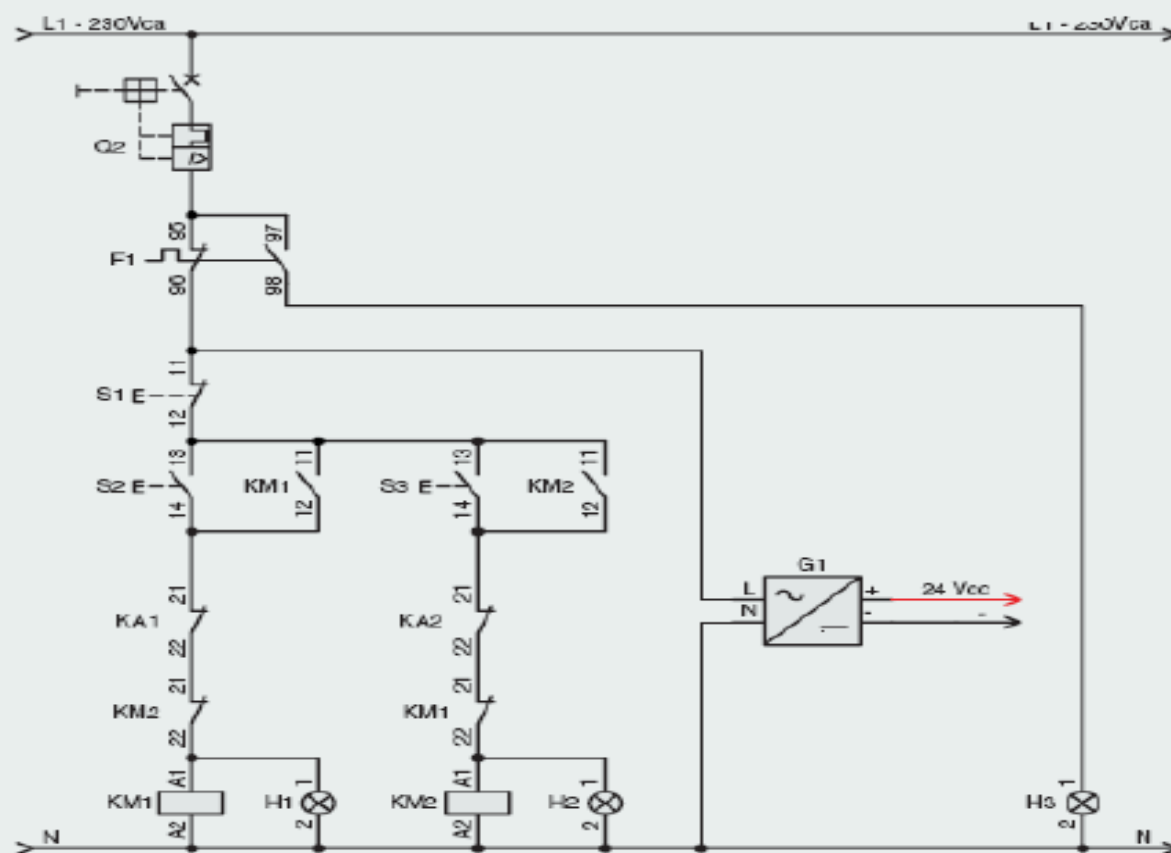 L1 - 230Vca
L1 - 230Vca
Q2
95
97
F1
90
98
11
S1 E
12
13
11
13
11
S2 E
KM1
S3 E
KM2
14
12
14
12
G1
L
+
24 Vcc
N
-
-
21
21
KA1
KA2
22
22
21
21
KM2
KM1
22
22
A1
1
A1
1
1
KM1
H1
KM2
H2
H3
A2
2
A2
2
2
N
N